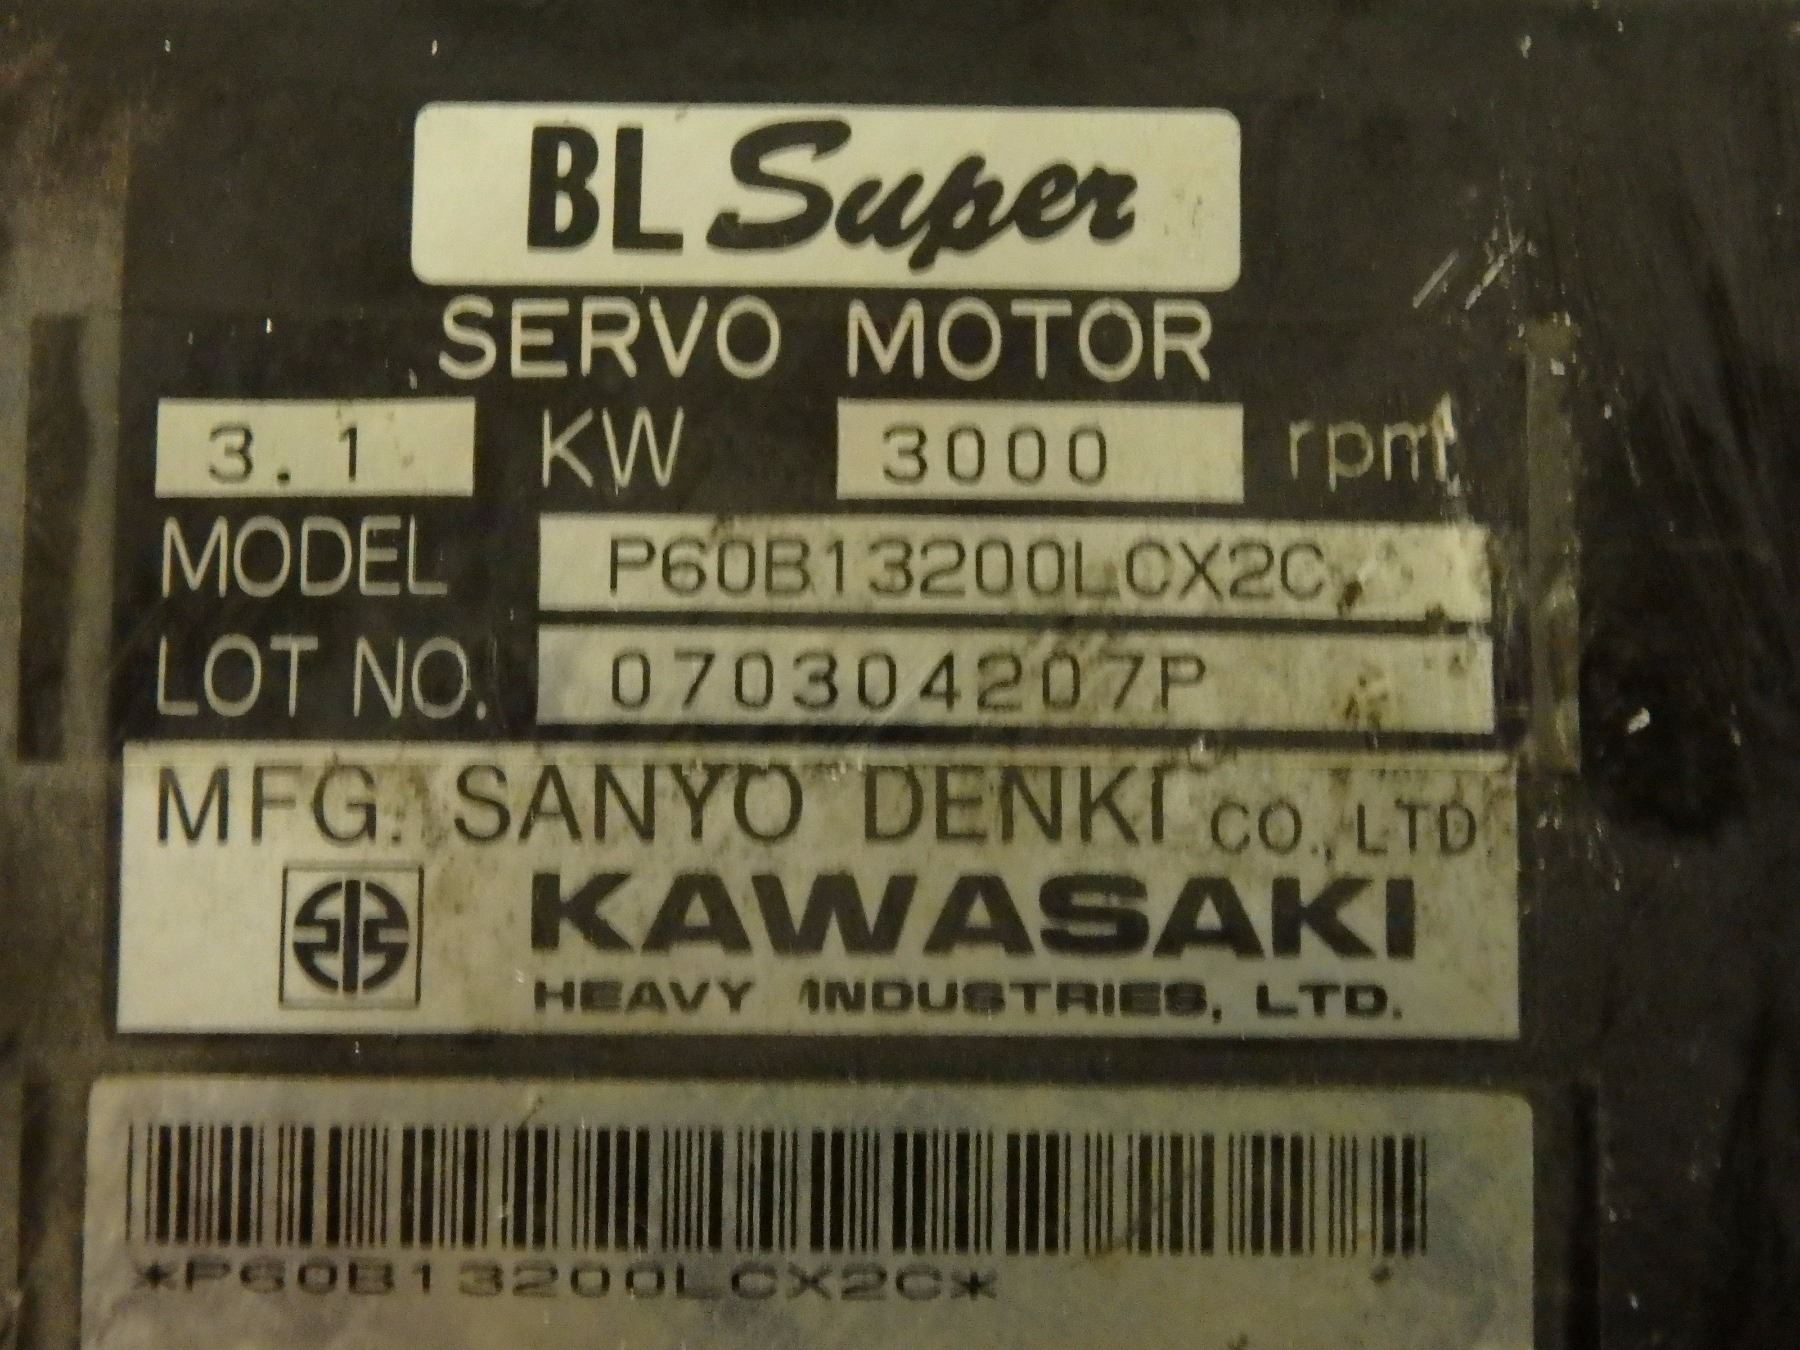 BL Super
SERVO MOTOR
3.1 KW 3000 rpm
MODEL P60B13200LCX2C
LOT NO. 070304207P
MFG. SANYO DENKI CO., LTD.
KAWASAKI
HEAVY INDUSTRIES, LTD.
*P60B13200LCX2C*